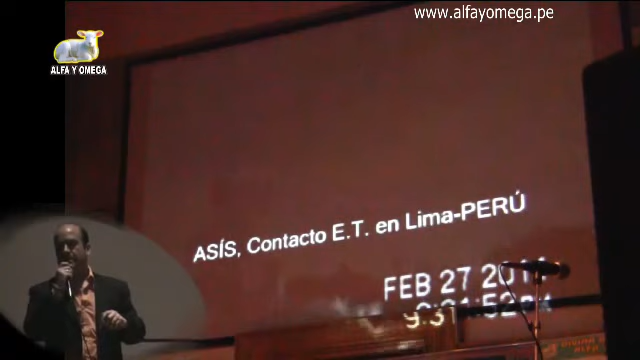 www.alfayomega.pe
ALFA Y OMEGA
ASÍS, Contacto E.T. en Lima-PERÚ
FEB 27